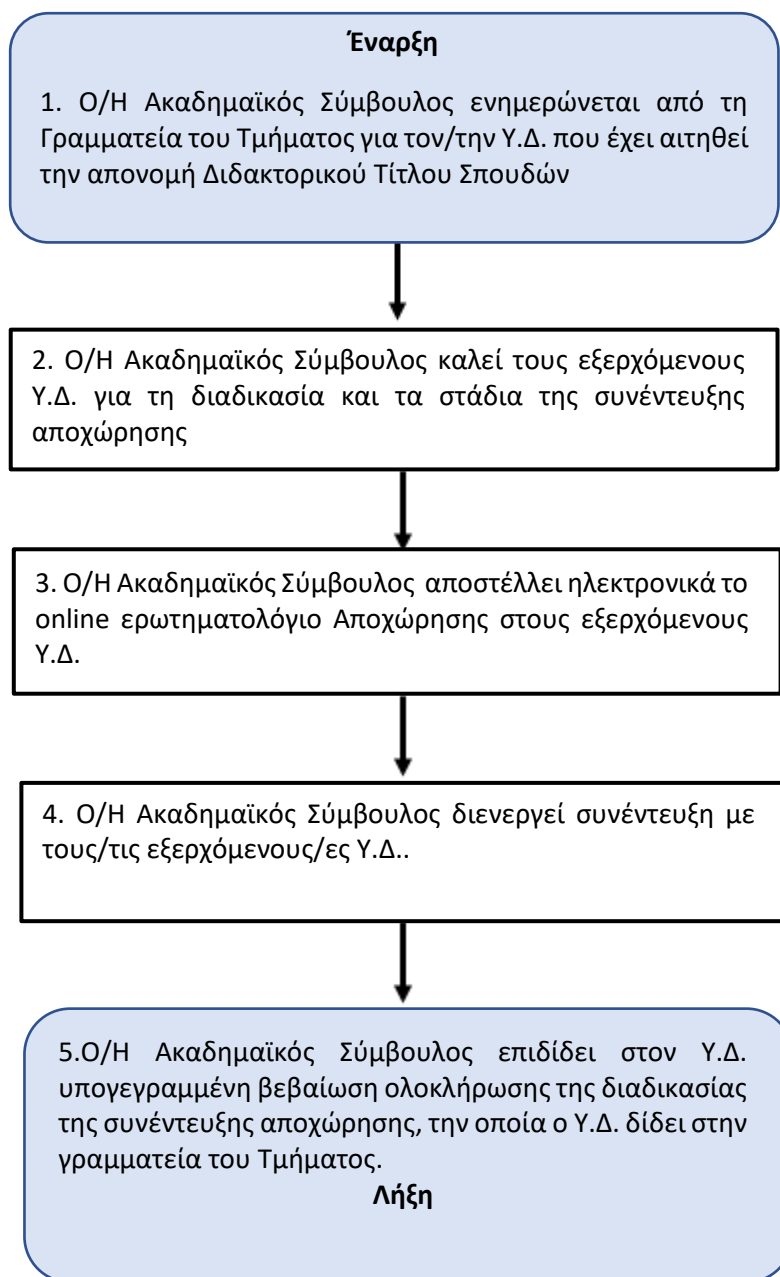 Έναρξη
1. Ο/Η Ακαδημαϊκός Σύμβουλος ενημερώνεται από τη
Γραμματεία του Τμήματος για τον/την Υ.Δ. που έχει αιτηθεί
την απονομή Διδακτορικού Τίτλου Σπουδών
2. Ο/Η Ακαδημαϊκός Σύμβουλος καλεί τους εξερχόμενους
Υ.Δ. για τη διαδικασία και τα στάδια της συνέντευξης
αποχώρησης
3. Ο/Η Ακαδημαϊκός Σύμβουλος αποστέλλει ηλεκτρονικά το
online ερωτηματολόγιο Αποχώρησης στους εξερχόμενους
Υ.Δ.
4. Ο/Η Ακαδημαϊκός Σύμβουλος διενεργεί συνέντευξη με
τους/τις εξερχόμενους/ες Υ.Δ..
5.Ο/Η Ακαδημαϊκός Σύμβουλος επιδίδει στον Υ.Δ.
υπογεγραμμένη βεβαίωση ολοκλήρωσης της διαδικασίας
της συνέντευξης αποχώρησης, την οποία ο Υ.Δ. δίδει στην
γραμματεία του Τμήματος.
Λήξη